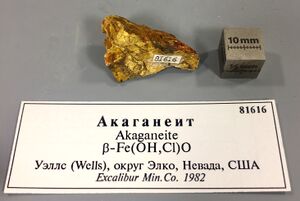 81616
10 mm
81616
Акаганеит
Akaganeite
β-Fe(OH,Cl)O
Уэллс (Wells), округ Элко, Невада, США
Excalibur Min.Co. 1982